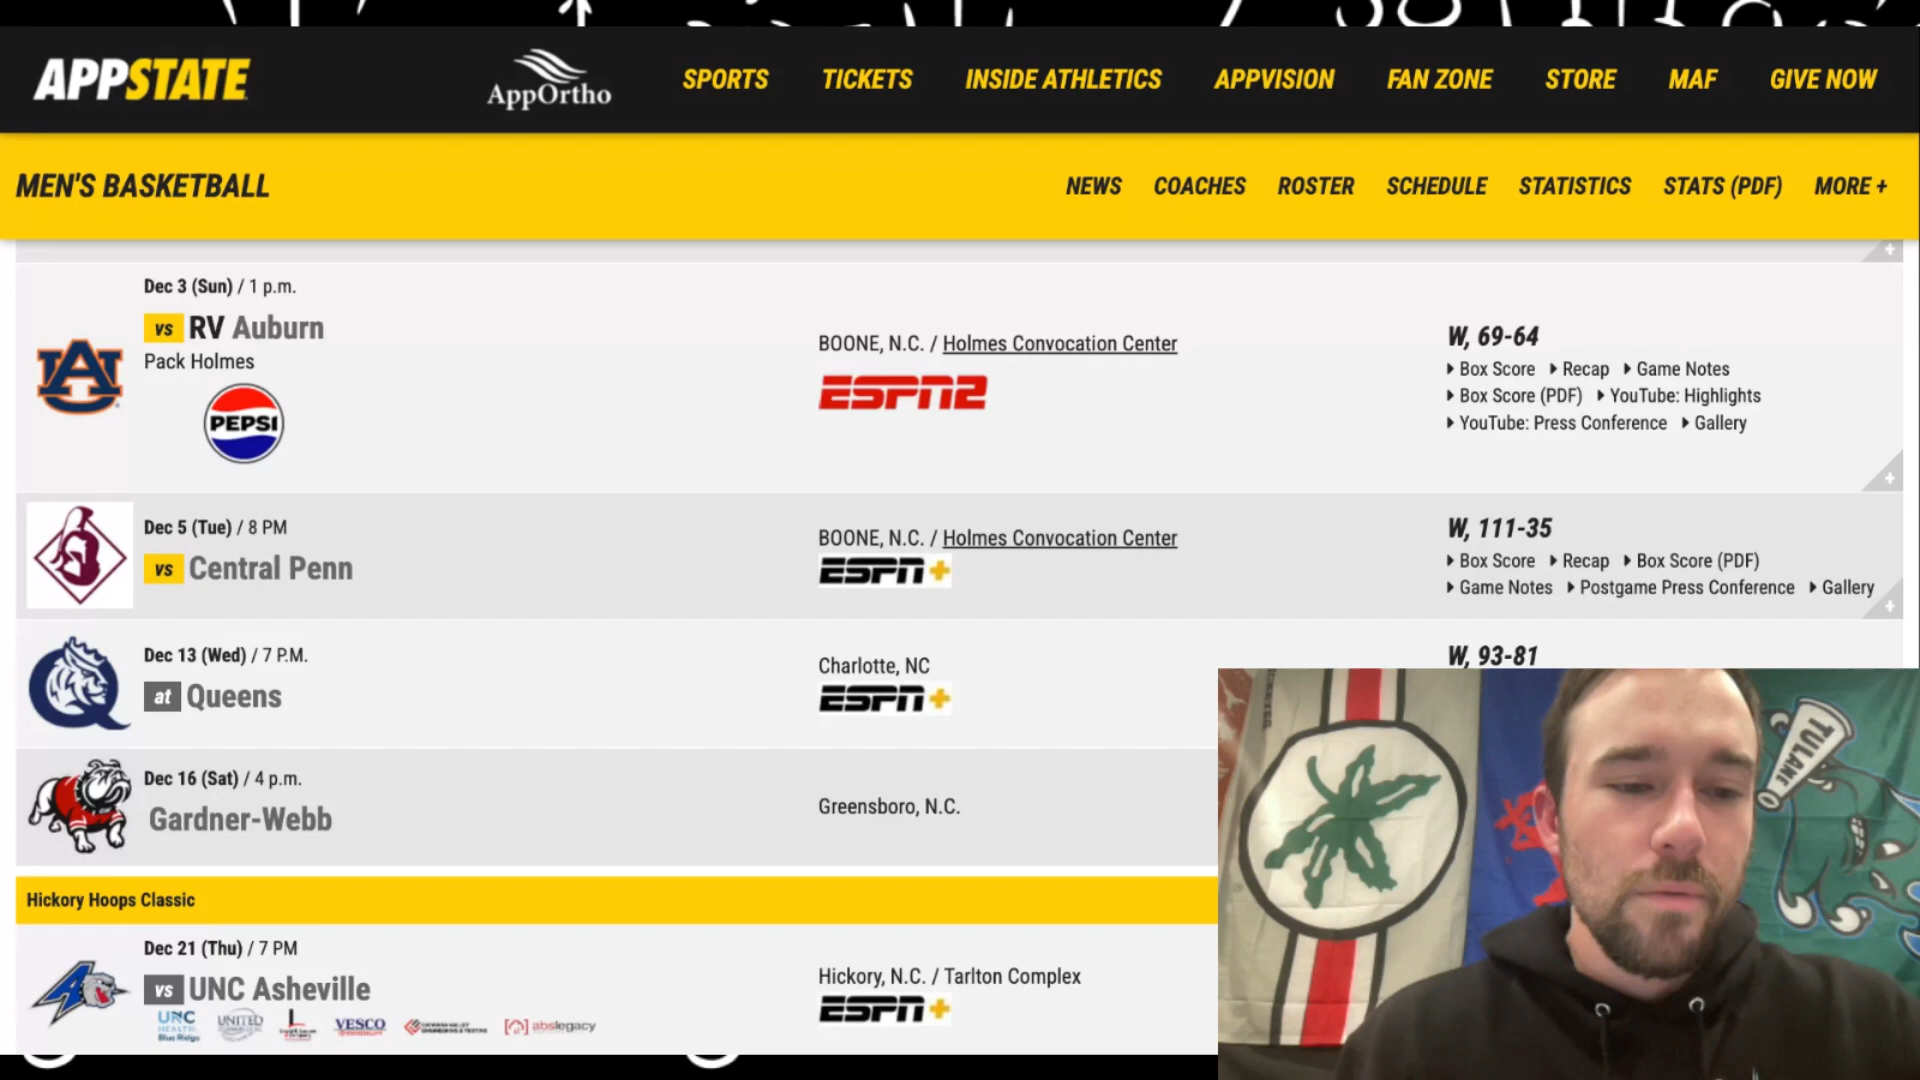 APPSTATE
AppOrtho
SPORTS TICKETS INSIDE ATHLETICS APPVISION FAN ZONE STORE MAF GIVE NOW
MEN'S BASKETBALL
NEWS COACHES ROSTER SCHEDULE STATISTICS STATS (PDF) MORE +
Dec 3 (Sun) / 1 p.m.
vs RV Auburn
Pack Holmes
PEPSI
BOONE, N.C. / Holmes Convocation Center
ESPN2
W, 69-64
Box Score Recap Game Notes
Box Score (PDF) YouTube: Highlights
YouTube: Press Conference Gallery
Dec 5 (Tue) / 8 PM
vs Central Penn
BOONE, N.C. / Holmes Convocation Center
ESPN+
W, 111-35
Box Score Recap Box Score (PDF)
Game Notes Postgame Press Conference Gallery
Dec 13 (Wed) / 7 P.M.
at Queens
Charlotte, NC
ESPN+
W, 93-81
Dec 16 (Sat) / 4 p.m.
Gardner-Webb
Greensboro, N.C.
Hickory Hoops Classic
Dec 21 (Thu) / 7 PM
vs UNC Asheville
UNC HEALTH Blue Ridge
UNITED
VESCO
abslegacy
Hickory, N.C. / Tarlton Complex
ESPN+
TULANE